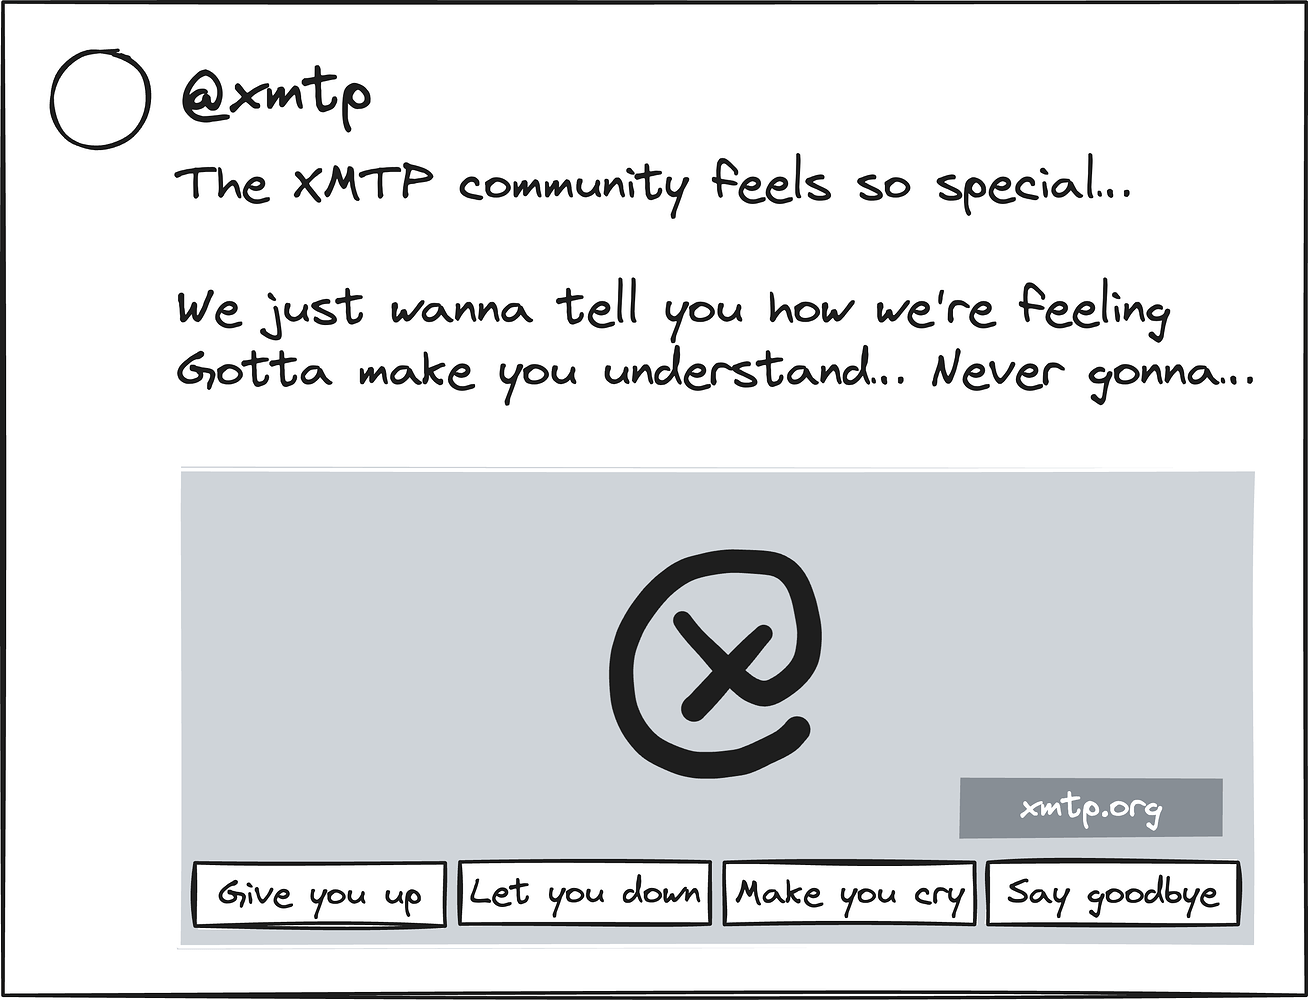 @xmtp
The XMTP community feels so special...
We just wanna tell you how we're feeling
Gotta make you understand... Never gonna...
xmtp.org
Give you up
Let you down
Make you cry
Say goodbye